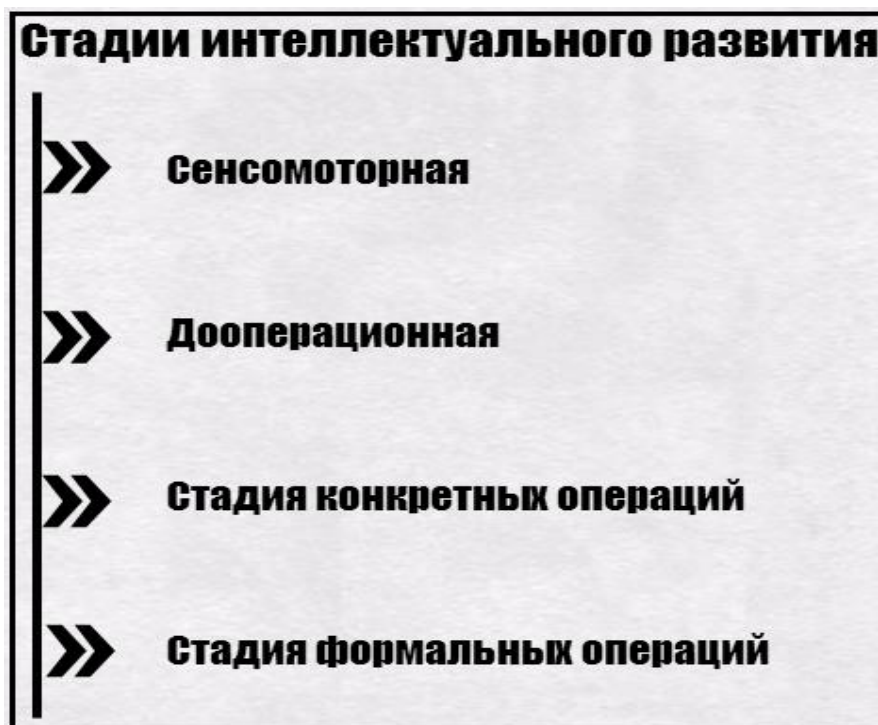 Стадии интеллектуального развития
Сенсомоторная
Дооперационная
Стадия конкретных операций
Стадия формальных операций